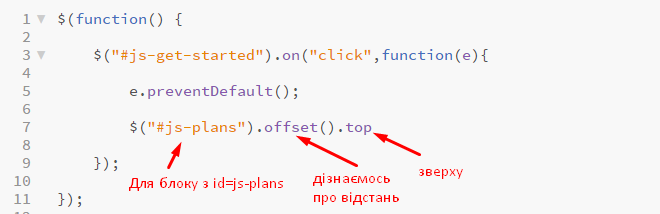 1 $(function() {
2
3 $("#js-get-started").on("click",function(e){
4
5 e.preventDefault();
6
7 $("#js-plans").offset().top
8
9 });
10
11 });
Для блоку з id=js-plans
дізнаємось
про відстань
зверху